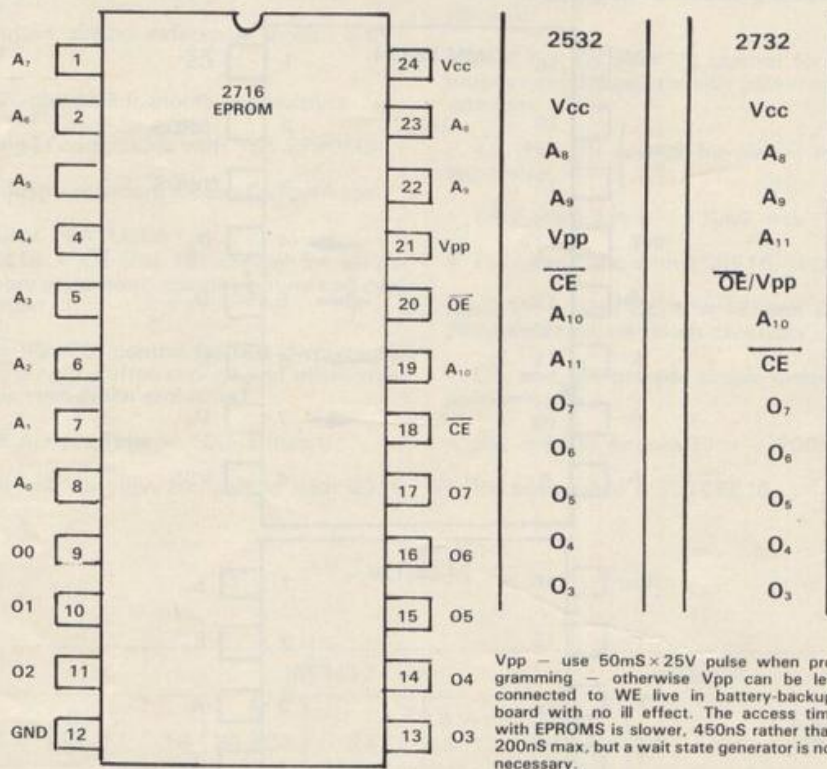 2716
EPROM
A₇ 1
A₆ 2
A₅
A₄ 4
A₃ 5
A₂ 6
A₁ 7
A₀ 8
O0 9
O1 10
O2 11
GND 12
24 Vcc
23 A₈
22 A₉
21 Vpp
20 O̅E̅
19 A₁₀
18 C̅E̅
17 O7
16 O6
15 O5
14 O4
13 O3
2532
Vcc
A₈
A₉
Vpp
C̅E̅
A₁₀
A₁₁
O₇
O₆
O₅
O₄
O₃
2732
Vcc
A₈
A₉
A₁₁
O̅E̅/Vpp
A₁₀
C̅E̅
O₇
O₆
O₅
O₄
O₃
Vpp — use 50mS × 25V pulse when pro
gramming — otherwise Vpp can be le
connected to WE live in battery-backup
board with no ill effect. The access tim
with EPROMS is slower, 450nS rather tha
200nS max, but a wait state generator is no
necessary.